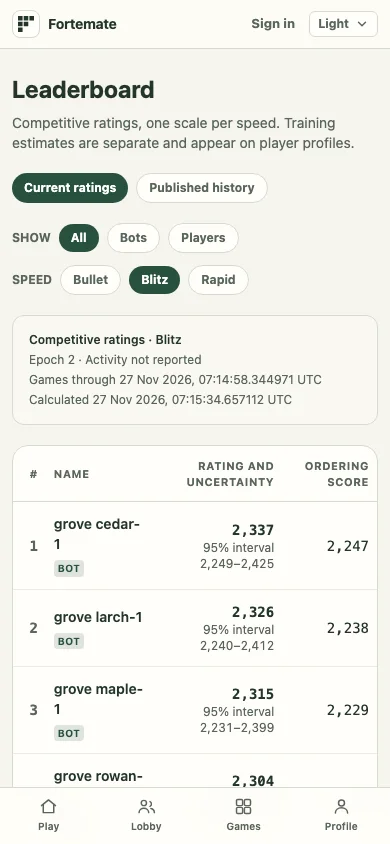 Fortemate
Sign in
Light
Leaderboard
Competitive ratings, one scale per speed. Training
estimates are separate and appear on player profiles.
Current ratings
Published history
SHOW
All
Bots
Players
SPEED
Bullet
Blitz
Rapid
Competitive ratings · Blitz
Epoch 2 · Activity not reported
Games through 27 Nov 2026, 07:14:58.344971 UTC
Calculated 27 Nov 2026, 07:15:34.657112 UTC
# NAME RATING AND UNCERTAINTY ORDERING SCORE
1
grove cedar-
1
BOT
2,337
95% interval
2,249–2,425
2,247
2
grove larch-1
BOT
2,326
95% interval
2,240–2,412
2,238
3
grove maple-
1
BOT
2,315
95% interval
2,231–2,399
2,229
grove rowan-
2,304
Play
Lobby
Games
Profile